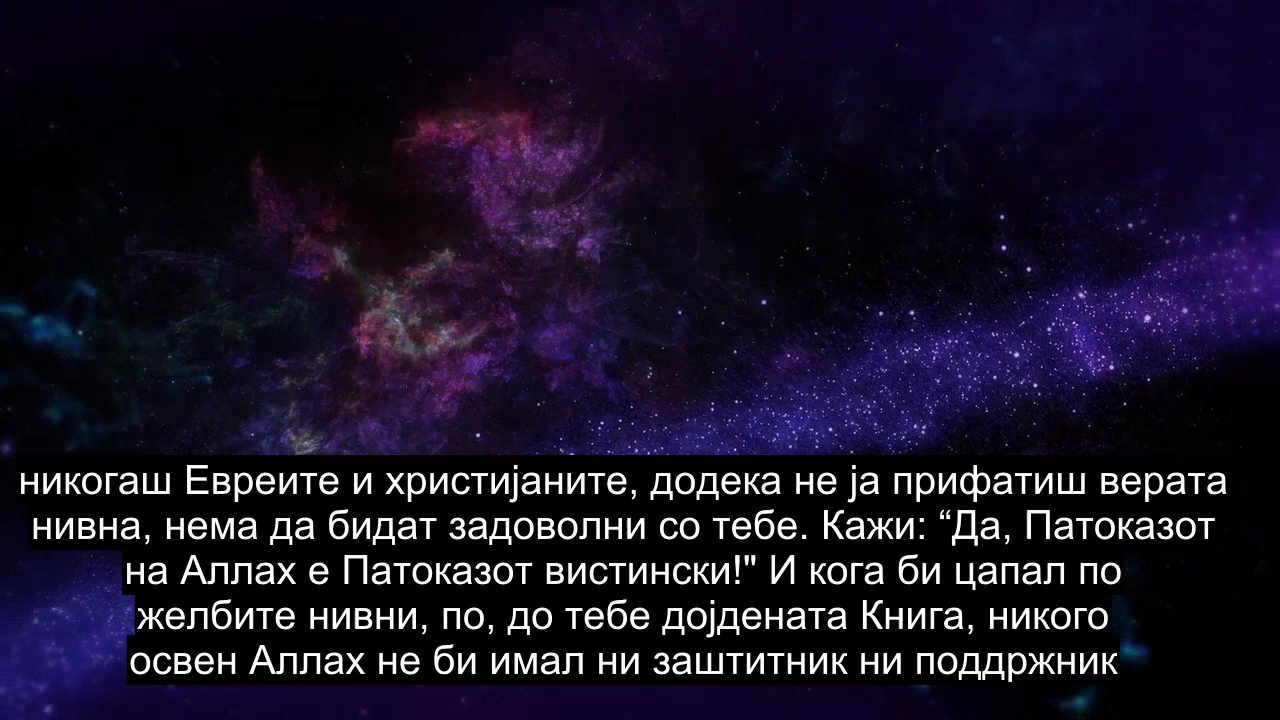 никогаш Евреите и христијаните, додека не ја прифатиш верата
нивна, нема да бидат задоволни со тебе. Кажи: “Да, Патоказот
на Аллах е Патоказот вистински!" И кога би цапал по
желбите нивни, по, до тебе дојдената Книга, никого
освен Аллах не би имал ни заштитник ни поддржник